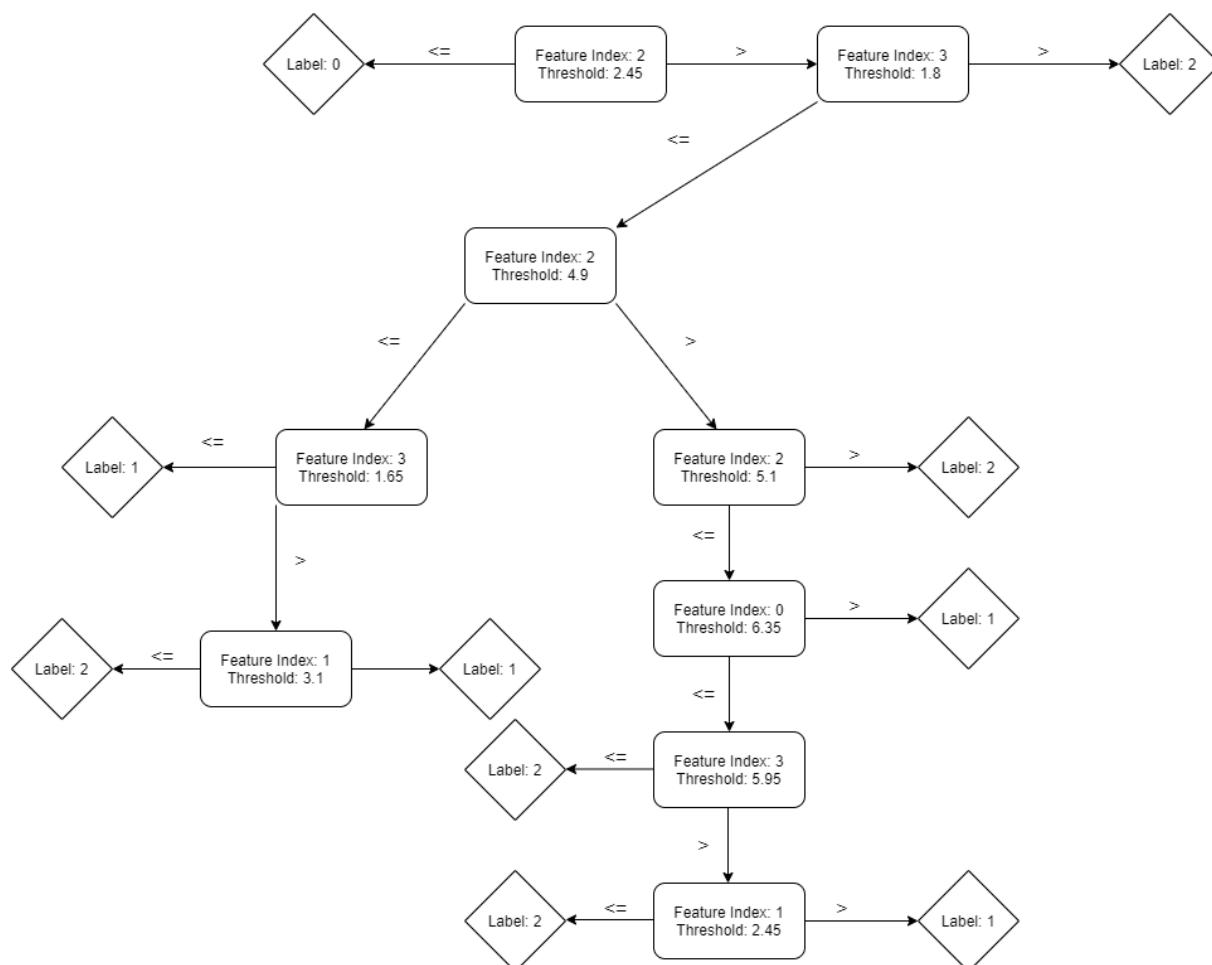 <=
>
>
Label: 0
Feature Index: 2
Threshold: 2.45
Feature Index: 3
Threshold: 1.8
Label: 2
<=
Feature Index: 2
Threshold: 4.9
<=
>
<=
>
Label: 1
Feature Index: 3
Threshold: 1.65
Feature Index: 2
Threshold: 5.1
Label: 2
<=
>
>
Feature Index: 0
Threshold: 6.35
Label: 1
<=
Label: 2
Feature Index: 1
Threshold: 3.1
Label: 1
<=
<=
Label: 2
Feature Index: 3
Threshold: 5.95
>
<=
>
Label: 2
Feature Index: 1
Threshold: 2.45
Label: 1